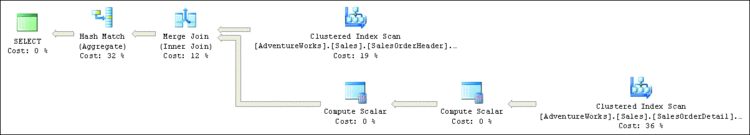 SELECT
Cost: 0 %
Hash Match
(Aggregate)
Cost: 32 %
Merge Join
(Inner Join)
Cost: 12 %
Clustered Index Scan
[AdventureWorks].[Sales].[SalesOrderHeader]...
Cost: 19 %
Compute Scalar
Cost: 0 %
Compute Scalar
Cost: 0 %
Clustered Index Scan
[AdventureWorks].[Sales].[SalesOrderDetail]...
Cost: 36 %